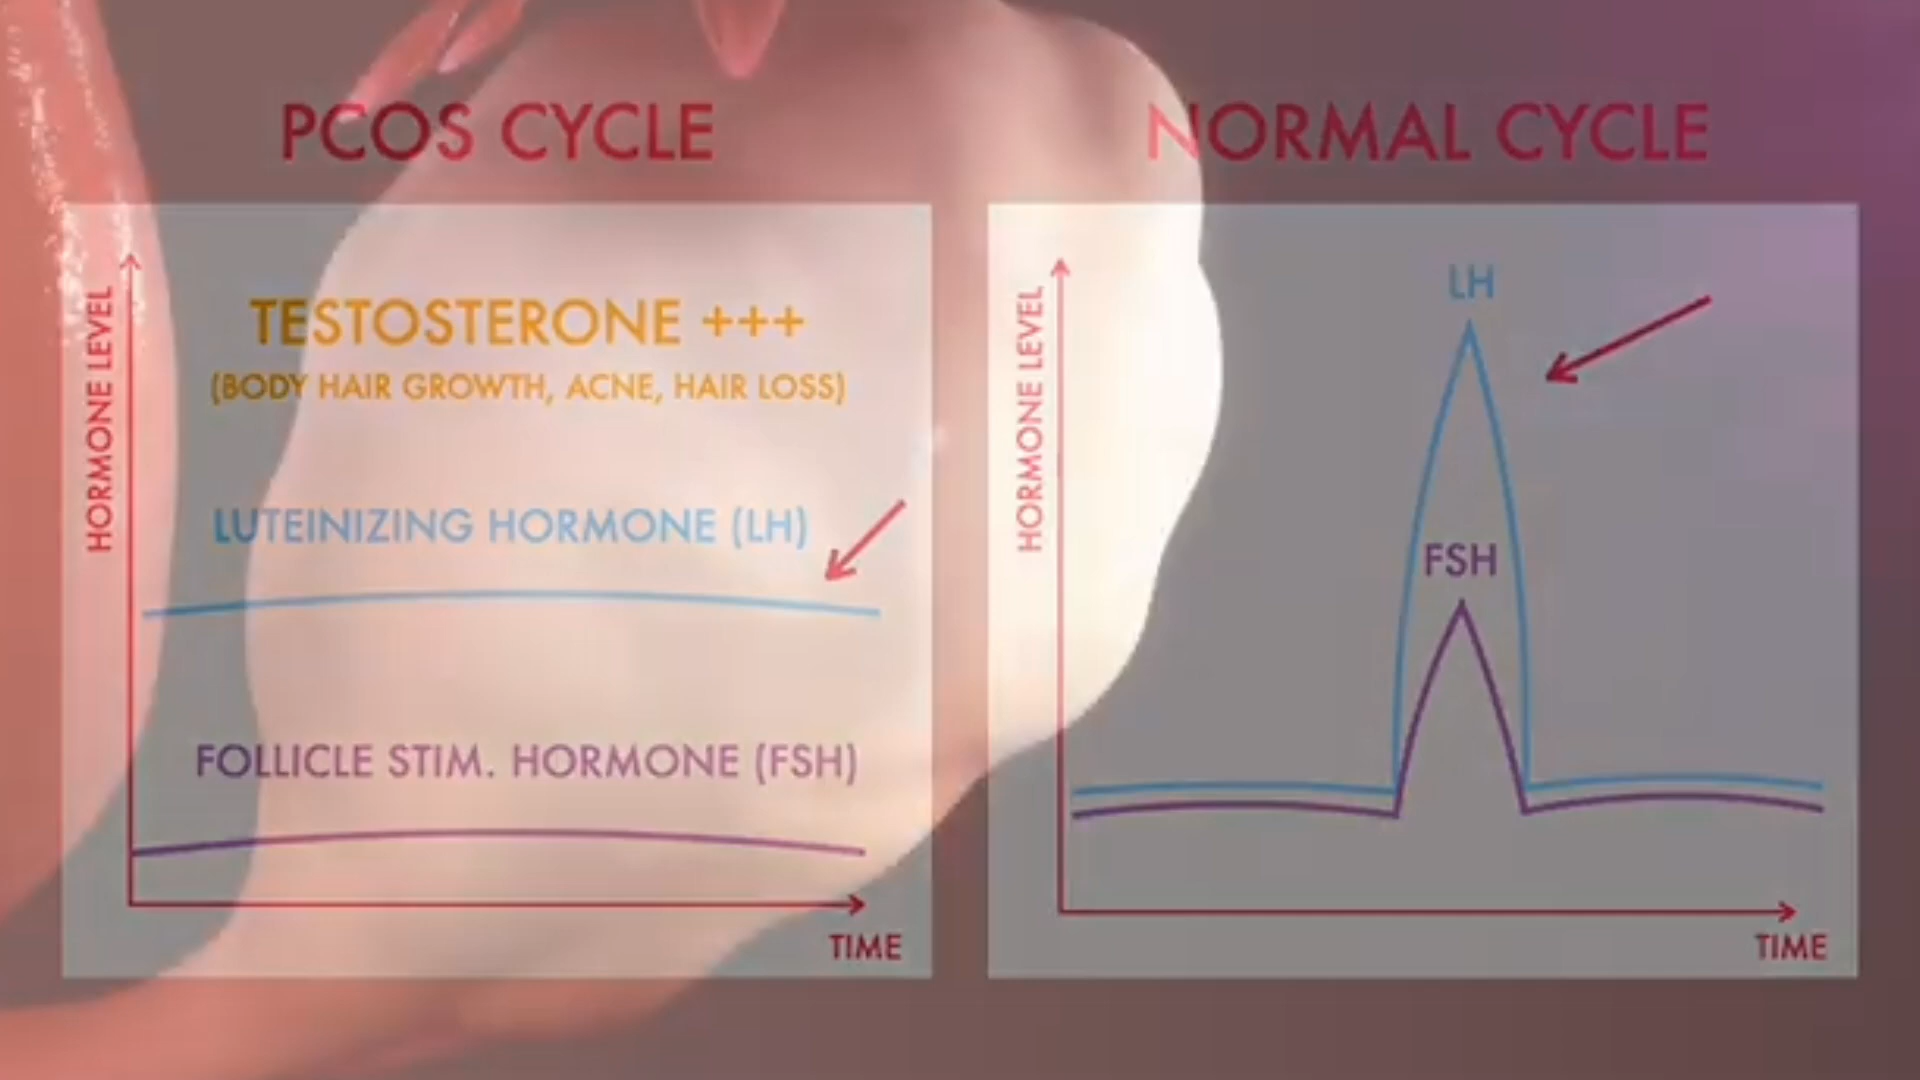 PCOS CYCLE
HORMONE LEVEL
TESTOSTERONE +++
(BODY HAIR GROWTH, ACNE, HAIR LOSS)
LUTEINIZING HORMONE (LH)
FOLLICLE STIM. HORMONE (FSH)
TIME
NORMAL CYCLE
HORMONE LEVEL
LH
FSH
TIME